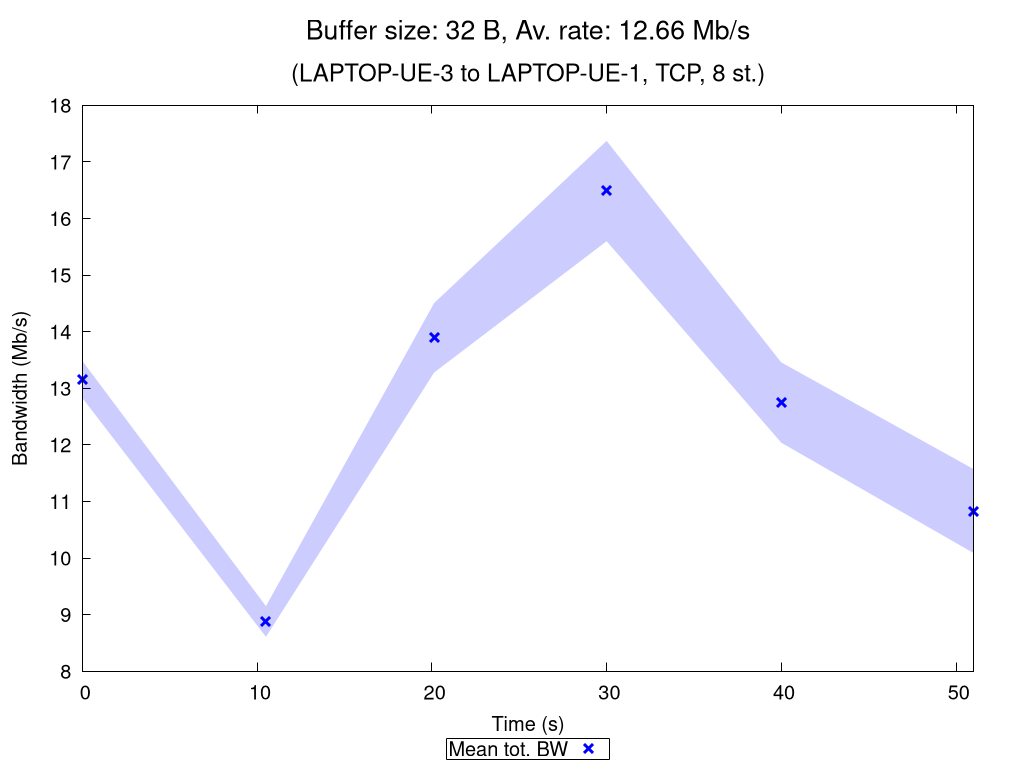 Buffer size: 32 B, Av. rate: 12.66 Mb/s
(LAPTOP-UE-3 to LAPTOP-UE-1, TCP, 8 st.)
18
17
16
15
14
13
12
11
10
9
8
Bandwidth (Mb/s)
0 10 20 30 40 50
Time (s)
Mean tot. BW